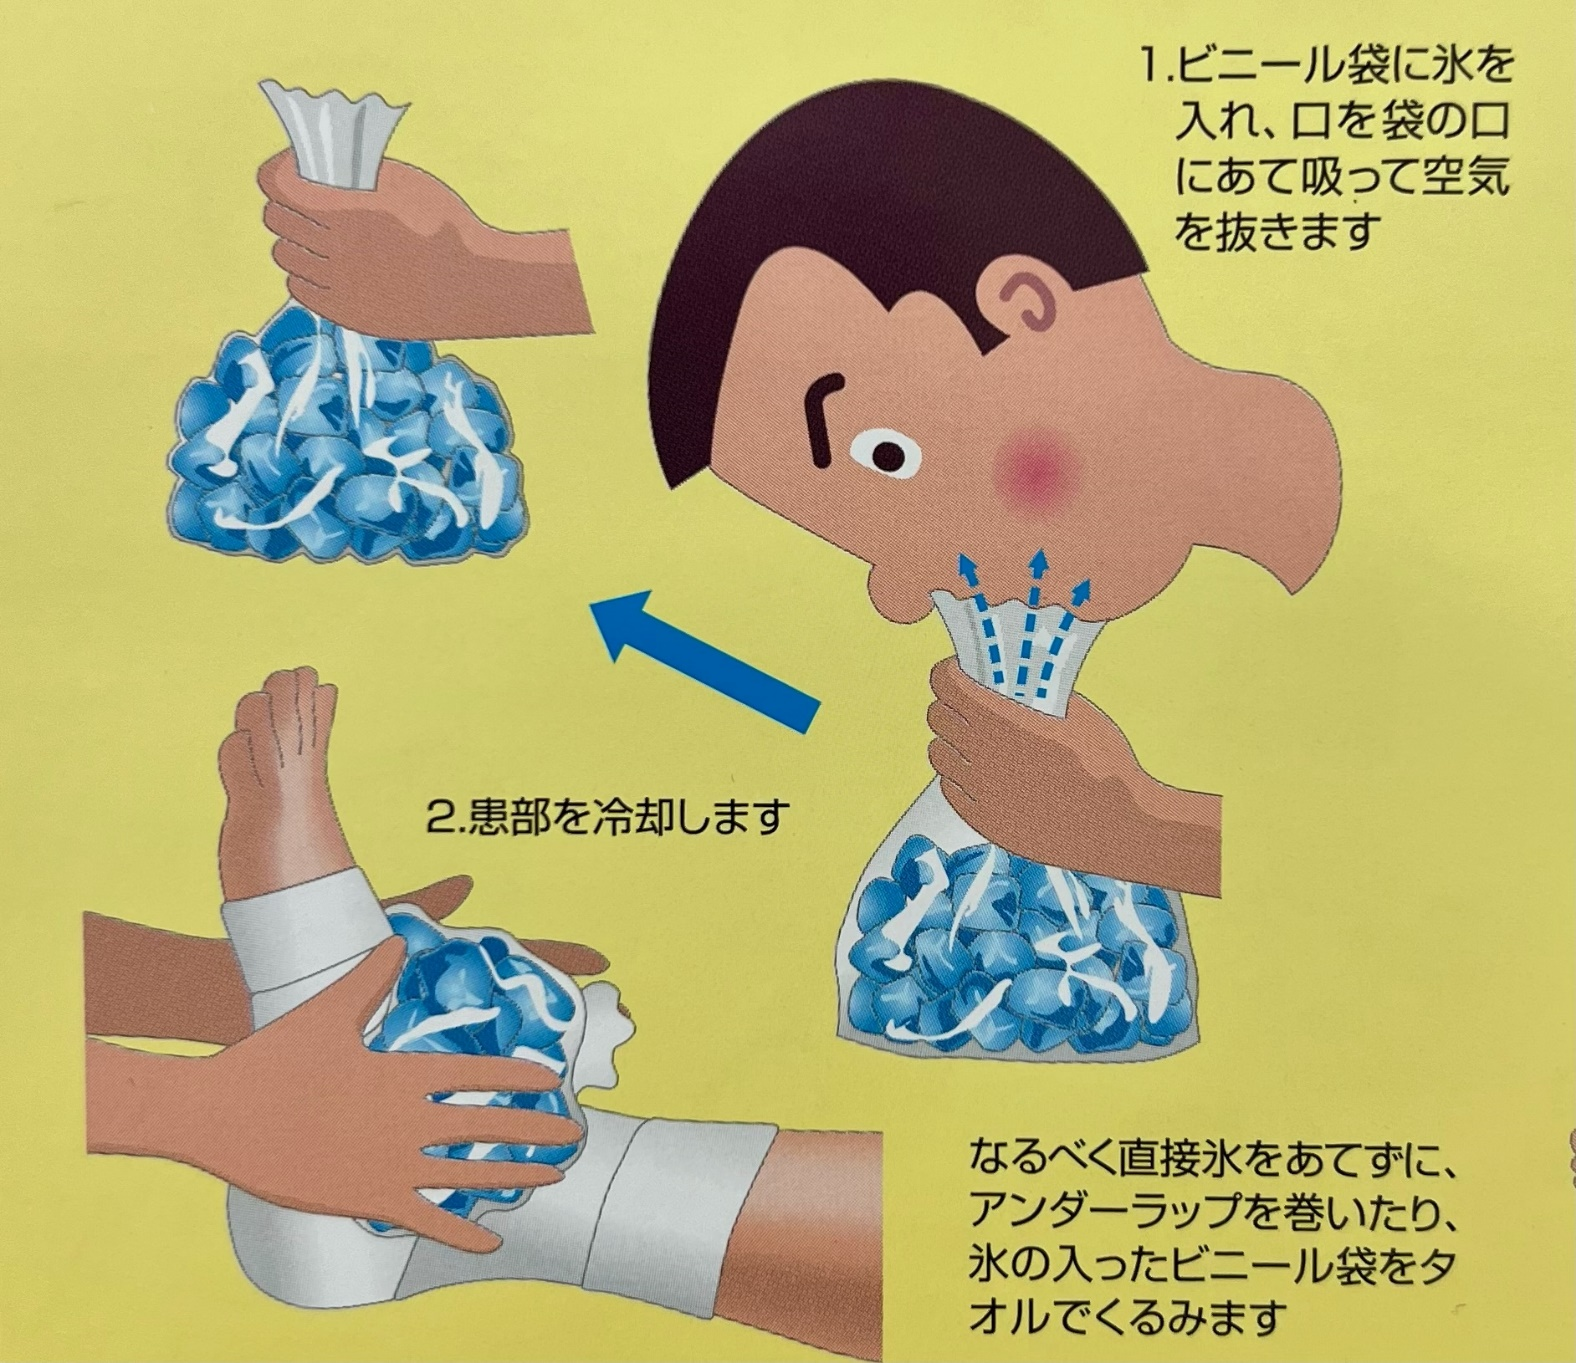 1.ビニール袋に氷を
入れ、口を袋の口
にあて吸って空気
を抜きます
2.患部を冷却します
なるべく直接氷をあてずに、
アンダーラップを巻いたり、
氷の入ったビニール袋をタ
オルでくるみます